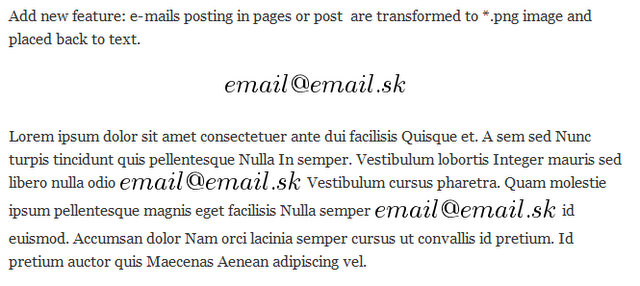 Add new feature: e-mails posting in pages or post are transformed to *.png image and
placed back to text.
email@email.sk
Lorem ipsum dolor sit amet consectetuer ante dui facilisis Quisque et. A sem sed Nunc
turpis tincidunt quis pellentesque Nulla In semper. Vestibulum lobortis Integer mauris sed
libero nulla odio email@email.sk Vestibulum cursus pharetra. Quam molestie
ipsum pellentesque magnis eget facilisis Nulla semper email@email.sk id
euismod. Accumsan dolor Nam orci lacinia semper cursus ut convallis id pretium. Id
pretium auctor quis Maecenas Aenean adipiscing vel.